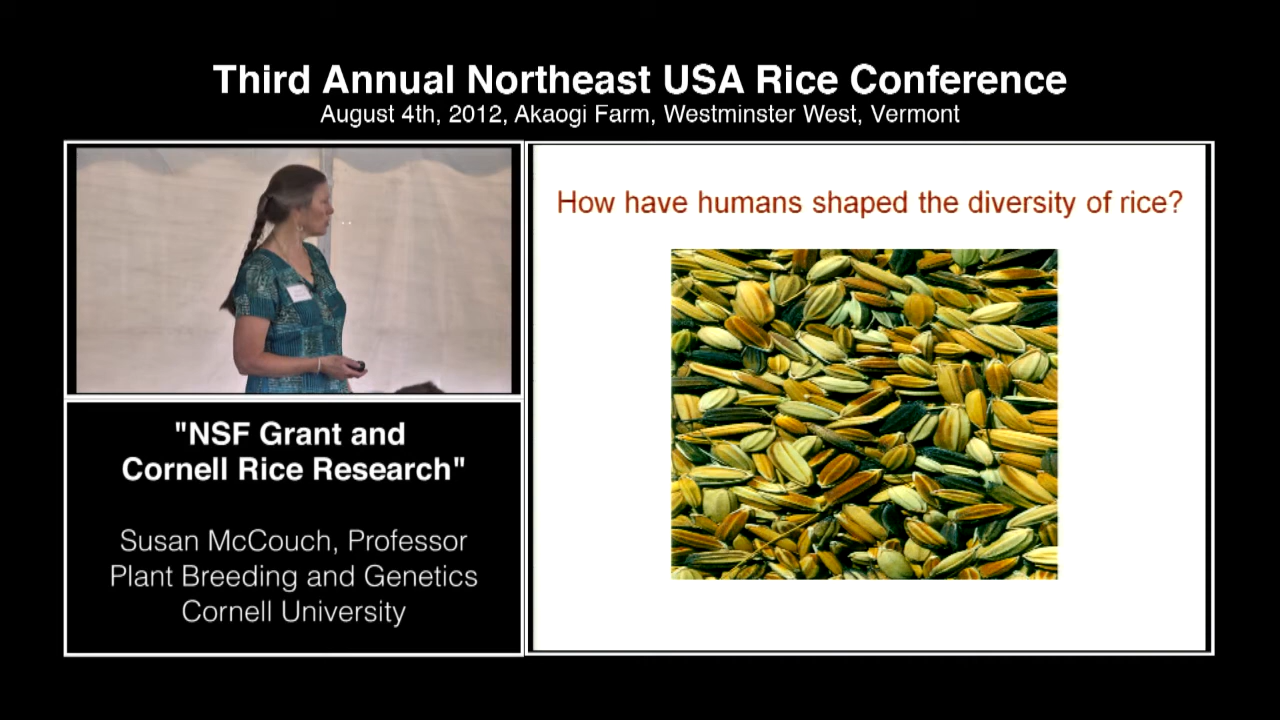 Third Annual Northeast USA Rice Conference
August 4th, 2012, Akaogi Farm, Westminster West, Vermont
How have humans shaped the diversity of rice?
"NSF Grant and
Cornell Rice Research"
Susan McCouch, Professor
Plant Breeding and Genetics
Cornell University